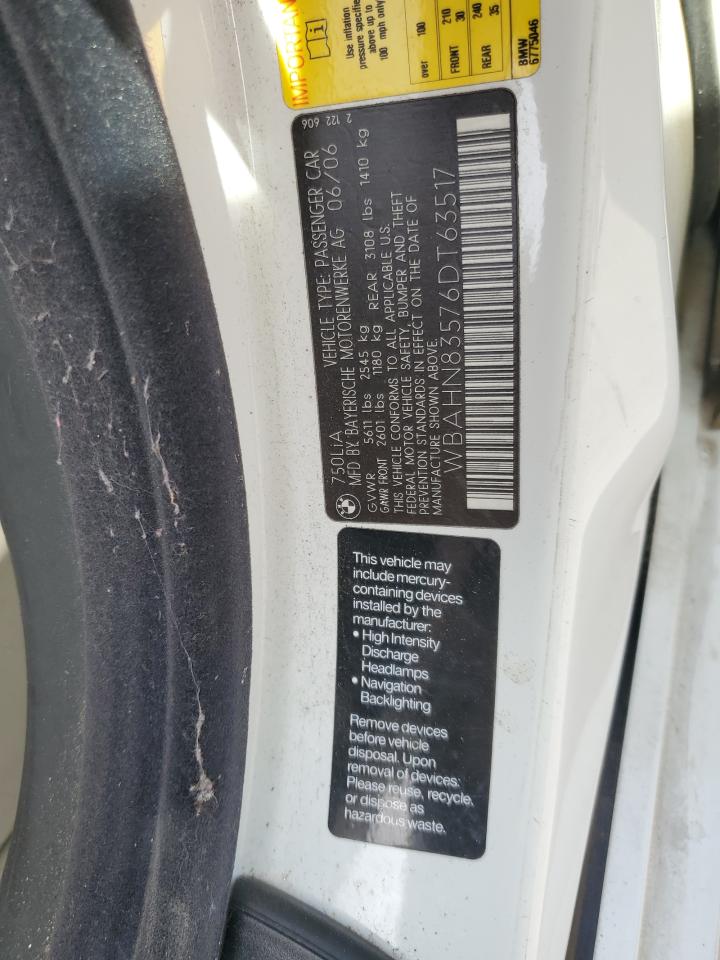 IMPORTAN
Use inflation
pressure specifie
above up to
100 mph only
over 100
FRONT 210 30
REAR 240 35
BMW
6775046
2 122 606
750LiA VEHICLE TYPE: PASSENGER CAR
MFD BY BAYERISCHE MOTORENWERKE AG 06/06
GVWR 5611 lbs 2545 kg
GAWR FRONT 2601 lbs 1180 kg REAR 3108 lbs 1410 kg
THIS VEHICLE CONFORMS TO ALL APPLICABLE U.S.
FEDERAL MOTOR VEHICLE SAFETY, BUMPER AND THEFT
PREVENTION STANDARDS IN EFFECT ON THE DATE OF
MANUFACTURE SHOWN ABOVE.
WBAHN83576DT63517
This vehicle may
include mercury-
containing devices
installed by the
manufacturer:
• High Intensity
Discharge
Headlamps
• Navigation
Backlighting
Remove devices
before vehicle
disposal. Upon
removal of devices:
Please reuse, recycle,
or dispose as
hazardous waste.